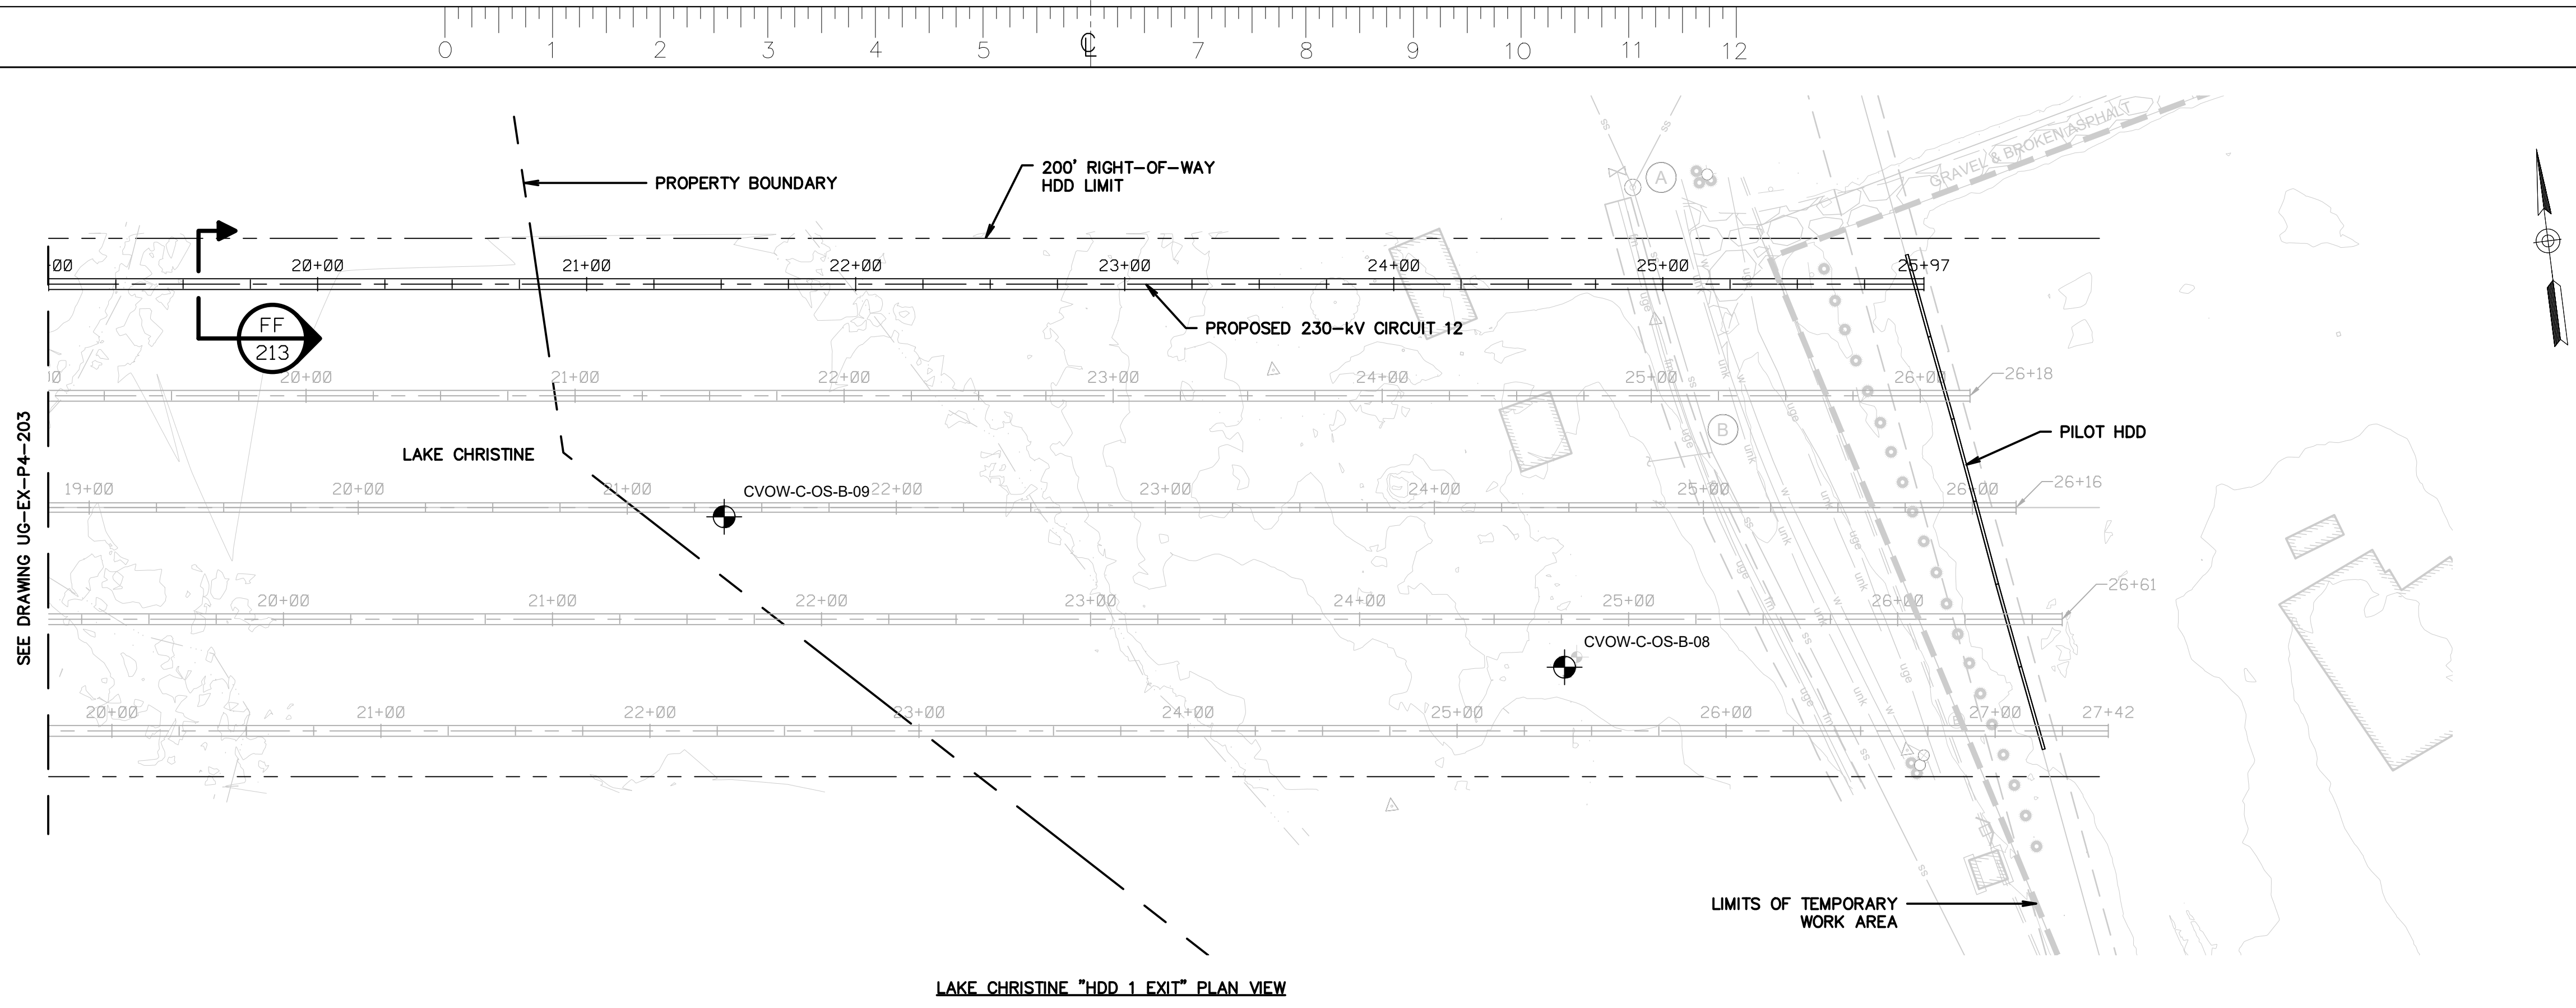 0 1 2 3 4 5 ℄ 7 8 9 10 11 12
ss
ss
GRAVEL & BROKEN ASPHALT
A
PROPERTY BOUNDARY
200' RIGHT-OF-WAY
HDD LIMIT
+00 20+00 21+00 22+00 23+00 24+00 25+00 25+97
PROPOSED 230-kV CIRCUIT 12
FF
213
20+00 21+00 22+00 23+00 24+00 25+00 26+00 26+18
SEE DRAWING UG-EX-P4-203
LAKE CHRISTINE
B
PILOT HDD
19+00 20+00 21+00 22+00 23+00 24+00 25+00 26+00 26+16
CVOW-C-OS-B-09
20+00 21+00 22+00 23+00 24+00 25+00 26+00 26+61
CVOW-C-OS-B-08
20+00 21+00 22+00 23+00 24+00 25+00 26+00 27+00 27+42
LIMITS OF TEMPORARY
WORK AREA
LAKE CHRISTINE "HDD 1 EXIT" PLAN VIEW